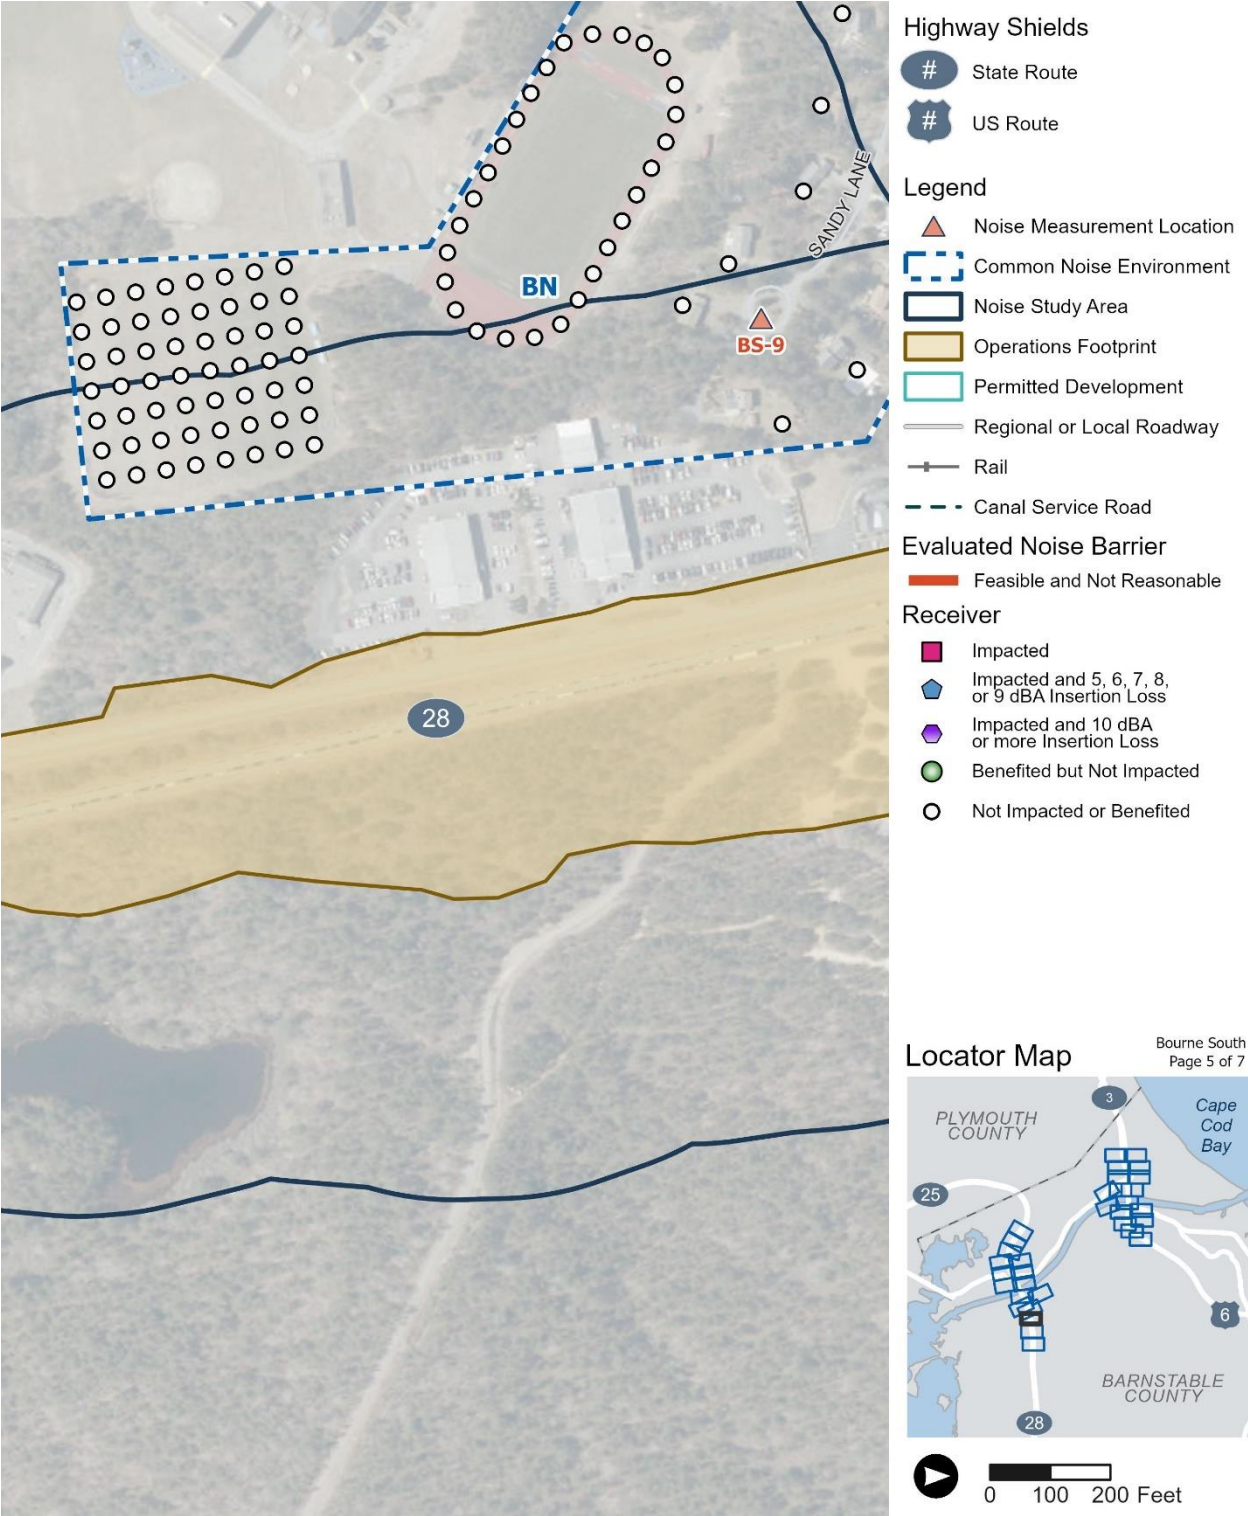 SANDY LANE
BN
BS-9
28
Highway Shields
# State Route
# US Route
Legend
Noise Measurement Location
Common Noise Environment
Noise Study Area
Operations Footprint
Permitted Development
Regional or Local Roadway
Rail
Canal Service Road
Evaluated Noise Barrier
Feasible and Not Reasonable
Receiver
Impacted
Impacted and 5, 6, 7, 8,
or 9 dBA Insertion Loss
Impacted and 10 dBA
or more Insertion Loss
Benefited but Not Impacted
Not Impacted or Benefited
Locator Map
Bourne South
Page 5 of 7
3
PLYMOUTH
COUNTY
Cape
Cod
Bay
25
6
BARNSTABLE
COUNTY
28
0 100 200 Feet